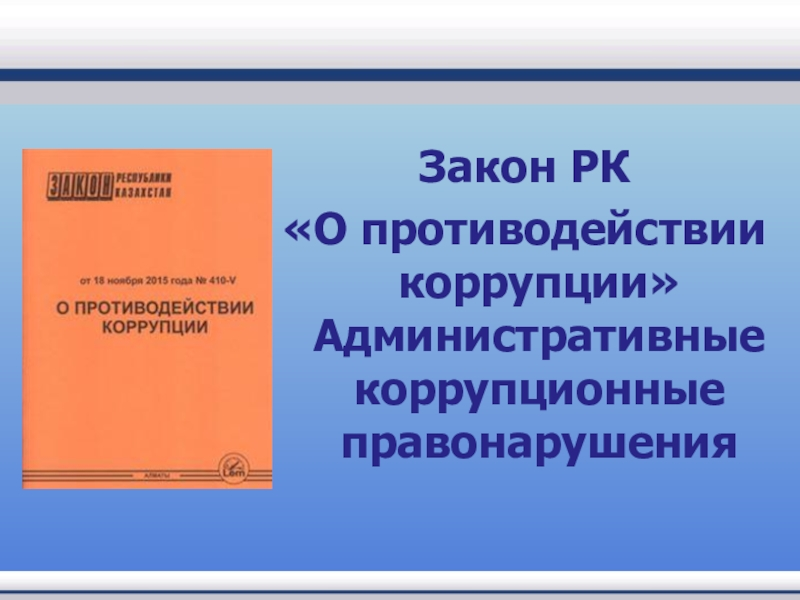 ЗАКОН РЕСПУБЛИКИ КАЗАХСТАН
от 18 ноября 2015 года № 410-V
О ПРОТИВОДЕЙСТВИИ
КОРРУПЦИИ
АЛМАТЫ
Lem
Закон РК
«О противодействии
коррупции»
Административные
коррупционные
правонарушения